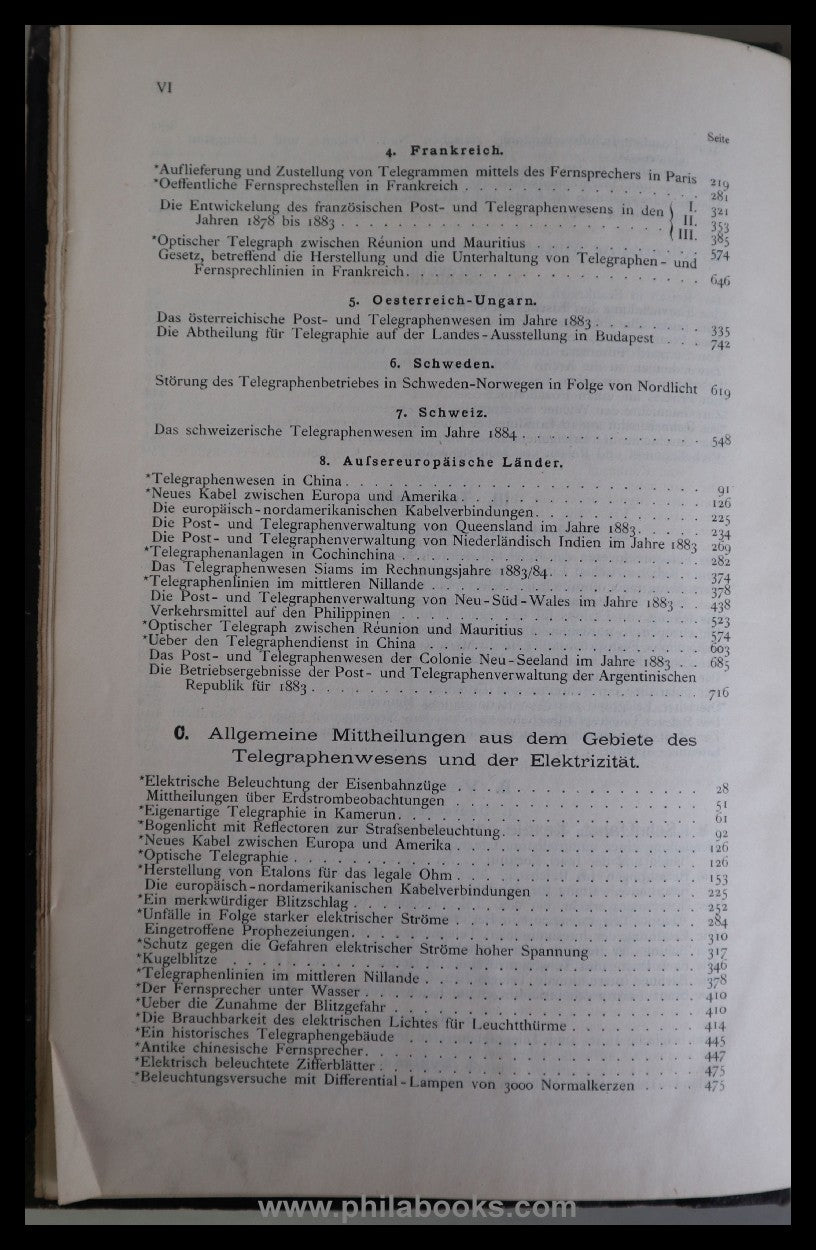 VI
Seite
4. Frankreich.
*Auflieferung und Zustellung von Telegrammen mittels des Fernsprechers in Paris 219
*Oeffentliche Fernsprechstellen in Frankreich . . . . . . . . . . . . . . . . 281
Die Entwickelung des französischen Post- und Telegraphenwesens in den { I. 321
Jahren 1878 bis 1883 . . . . . . . . . . . . . . . . . . . . . { II. 353
{ III. 385
*Optischer Telegraph zwischen Réunion und Mauritius . . . . . . . . . . . 574
Gesetz, betreffend die Herstellung und die Unterhaltung von Telegraphen- und
Fernsprechlinien in Frankreich. . . . . . . . . . . . . . . . . . . . 646
5. Oesterreich-Ungarn.
Das österreichische Post- und Telegraphenwesen im Jahre 1883 . . . . . . . 335
Die Abtheilung für Telegraphie auf der Landes-Ausstellung in Budapest . . . 742
6. Schweden.
Störung des Telegraphenbetriebes in Schweden-Norwegen in Folge von Nordlicht 619
7. Schweiz.
Das schweizerische Telegraphenwesen im Jahre 1884 . . . . . . . . . . . . 548
8. Aufsereuropäische Länder.
*Telegraphenwesen in China . . . . . . . . . . . . . . . . . . . . . . . 91
*Neues Kabel zwischen Europa und Amerika . . . . . . . . . . . . . . . . 126
Die europäisch-nordamerikanischen Kabelverbindungen. . . . . . . . . . . 225
Die Post- und Telegraphenverwaltung von Queensland im Jahre 1883 . . . . . 234
Die Post- und Telegraphenverwaltung von Niederländisch Indien im Jahre 1883 269
*Telegraphenanlagen in Cochinchina . . . . . . . . . . . . . . . . . . . 282
Das Telegraphenwesen Siams im Rechnungsjahre 1883/84. . . . . . . . . . . 374
*Telegraphenlinien im mittleren Nillande . . . . . . . . . . . . . . . . . 378
Die Post- und Telegraphenverwaltung von Neu-Süd-Wales im Jahre 1883 . . 438
Verkehrsmittel auf den Philippinen . . . . . . . . . . . . . . . . . . . . 523
*Optischer Telegraph zwischen Réunion und Mauritius . . . . . . . . . . . 574
*Ueber den Telegraphendienst in China . . . . . . . . . . . . . . . . . . 603
Das Post- und Telegraphenwesen der Colonie Neu-Seeland im Jahre 1883 . . 685
Die Betriebsergebnisse der Post- und Telegraphenverwaltung der Argentinischen
Republik für 1883 . . . . . . . . . . . . . . . . . . . . . . . . . 716
C. Allgemeine Mittheilungen aus dem Gebiete des
Telegraphenwesens und der Elektrizität.
*Elektrische Beleuchtung der Eisenbahnzüge . . . . . . . . . . . . . . . . 28
Mittheilungen über Erdstrombeobachtungen . . . . . . . . . . . . . . . . 51
*Eigenartige Telegraphie in Kamerun. . . . . . . . . . . . . . . . . . . . 61
*Bogenlicht mit Reflectoren zur Strafsenbeleuchtung. . . . . . . . . . . . . 92
*Neues Kabel zwischen Europa und Amerika . . . . . . . . . . . . . . . . 126
*Optische Telegraphie . . . . . . . . . . . . . . . . . . . . . . . . . . 126
*Herstellung von Etalons für das legale Ohm . . . . . . . . . . . . . . . . 153
Die europäisch-nordamerikanischen Kabelverbindungen . . . . . . . . . . 225
*Ein merkwürdiger Blitzschlag . . . . . . . . . . . . . . . . . . . . . . . 252
*Unfälle in Folge starker elektrischer Ströme . . . . . . . . . . . . . . . . 284
Eingetroffene Prophezeiungen. . . . . . . . . . . . . . . . . . . . . . . 310
*Schutz gegen die Gefahren elektrischer Ströme hoher Spannung . . . . . . . 317
*Kugelblitze . . . . . . . . . . . . . . . . . . . . . . . . . . . . . . 346
*Telegraphenlinien im mittleren Nillande . . . . . . . . . . . . . . . . . . 378
*Der Fernsprecher unter Wasser . . . . . . . . . . . . . . . . . . . . . . 410
*Ueber die Zunahme der Blitzgefahr . . . . . . . . . . . . . . . . . . . . 410
*Die Brauchbarkeit des elektrischen Lichtes für Leuchtthürme . . . . . . . . 414
*Ein historisches Telegraphengebäude . . . . . . . . . . . . . . . . . . . 445
*Antike chinesische Fernsprecher. . . . . . . . . . . . . . . . . . . . . . 447
*Elektrisch beleuchtete Zifferblätter . . . . . . . . . . . . . . . . . . . . . 475
*Beleuchtungsversuche mit Differential-Lampen von 3000 Normalkerzen . . . . 475
www.philabooks.com